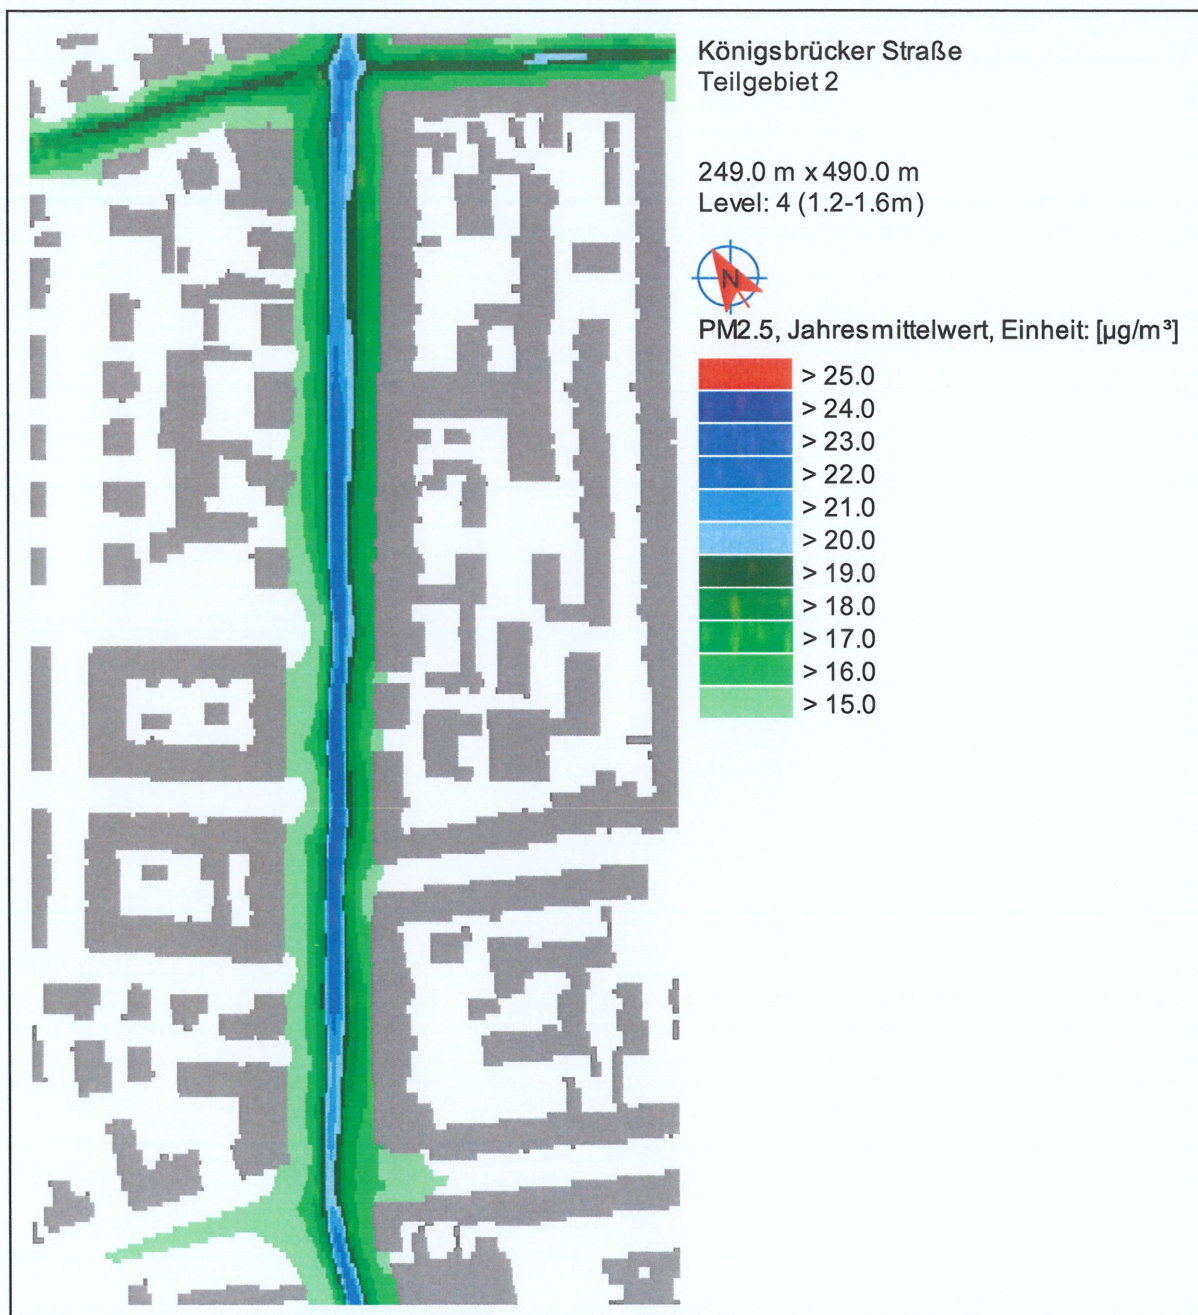 Königsbrücker Straße
Teilgebiet 2
249.0 m x 490.0 m
Level: 4 (1.2-1.6m)
N
PM2.5, Jahresmittelwert, Einheit: [µg/m³]
> 25.0
> 24.0
> 23.0
> 22.0
> 21.0
> 20.0
> 19.0
> 18.0
> 17.0
> 16.0
> 15.0